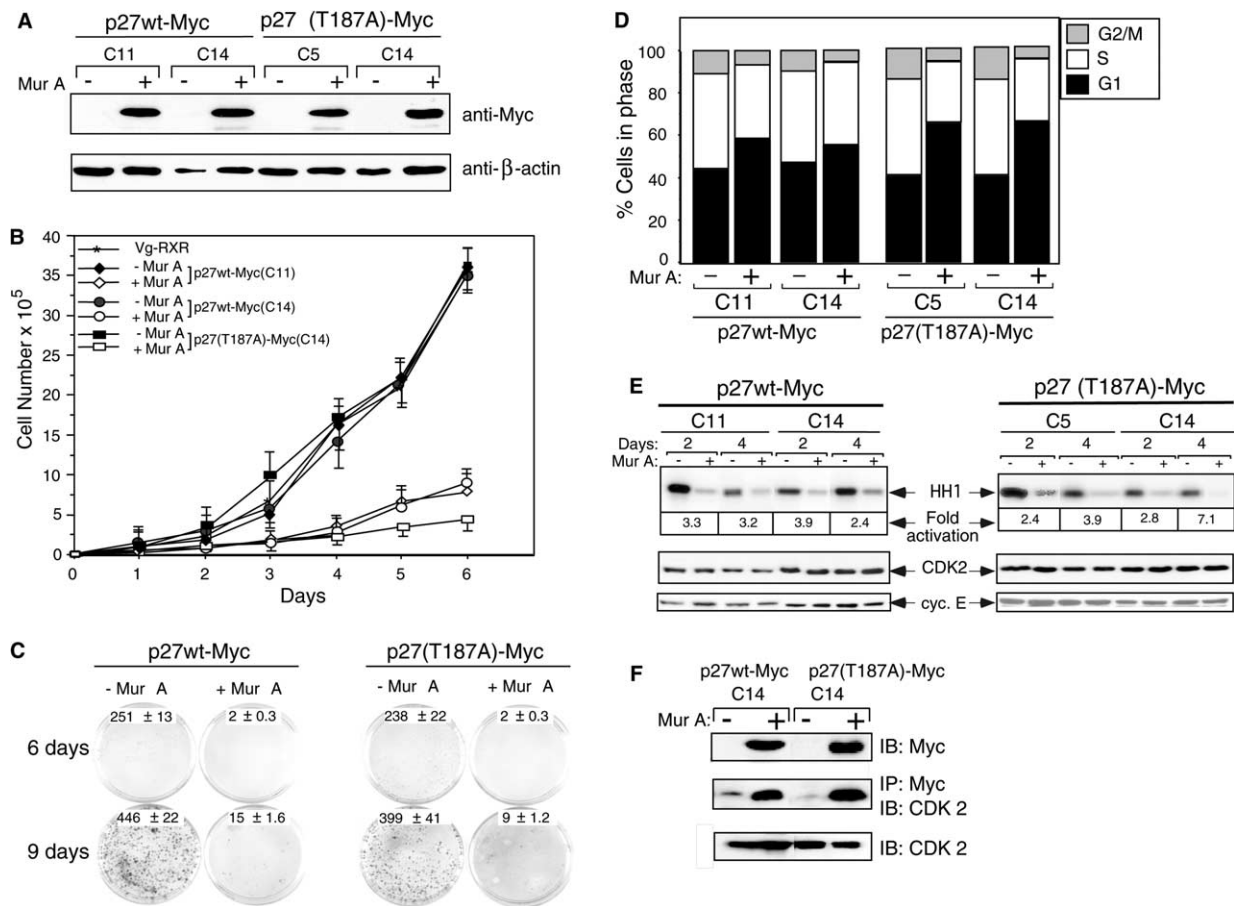 A
p27wt-Myc
p27 (T187A)-Myc
C11
C14
C5
C14
Mur A
-
+
-
+
-
+
-
+
anti-Myc
anti-β-actin
B
Vg-RXR
- Mur A
+ Mur A
]p27wt-Myc(C11)
- Mur A
+ Mur A
]p27wt-Myc(C14)
- Mur A
+ Mur A
]p27(T187A)-Myc(C14)
Cell Number x 10⁵
40
35
30
25
20
15
10
5
0
0
1
2
3
4
5
6
Days
C
p27wt-Myc
p27(T187A)-Myc
- Mur A
+ Mur A
- Mur A
+ Mur A
6 days
251 ± 13
2 ± 0.3
238 ± 22
2 ± 0.3
9 days
446 ± 22
15 ± 1.6
399 ± 41
9 ± 1.2
D
G2/M
S
G1
% Cells in phase
100
80
60
40
20
0
Mur A:
-
+
-
+
-
+
-
+
C11
C14
C5
C14
p27wt-Myc
p27(T187A)-Myc
E
p27wt-Myc
p27 (T187A)-Myc
C11
C14
C5
C14
Days:
2
4
2
4
2
4
2
4
Mur A:
-
+
-
+
-
+
-
+
-
+
-
+
-
+
-
+
HH1
3.3
3.2
3.9
2.4
Fold
activation
2.4
3.9
2.8
7.1
CDK2
cyc. E
F
p27wt-Myc
C14
p27(T187A)-Myc
C14
Mur A:
-
+
-
+
IB: Myc
IP: Myc
IB: CDK 2
IB: CDK 2